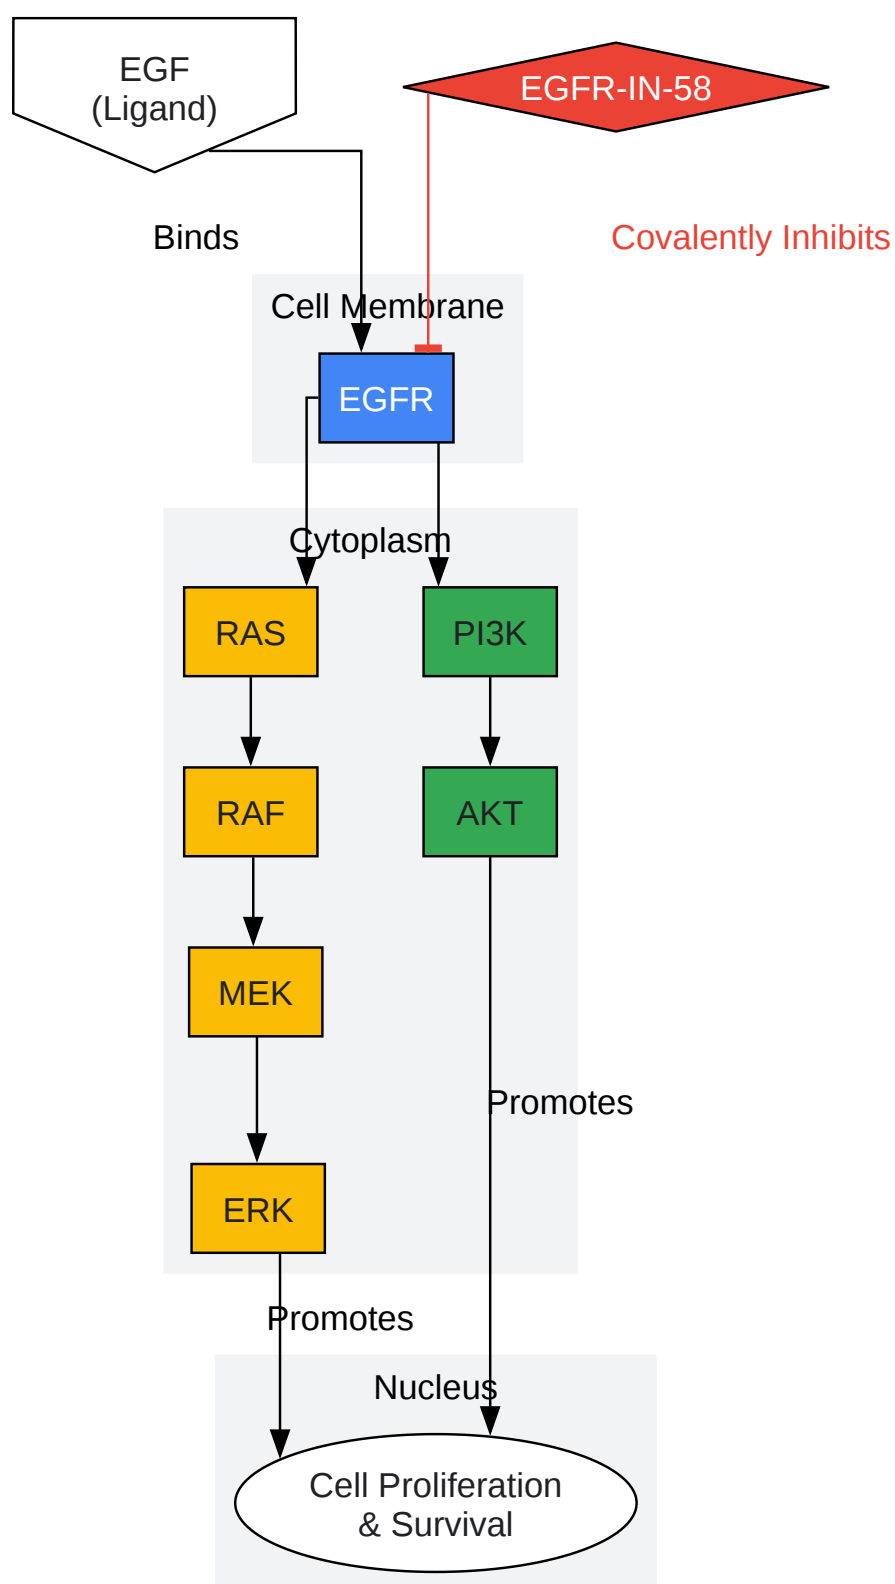 EGF
(Ligand)
EGFR-IN-58
Binds
Covalently Inhibits
Cell Membrane
EGFR
Cytoplasm
RAS
PI3K
RAF
AKT
MEK
Promotes
ERK
Promotes
Nucleus
Cell Proliferation
& Survival